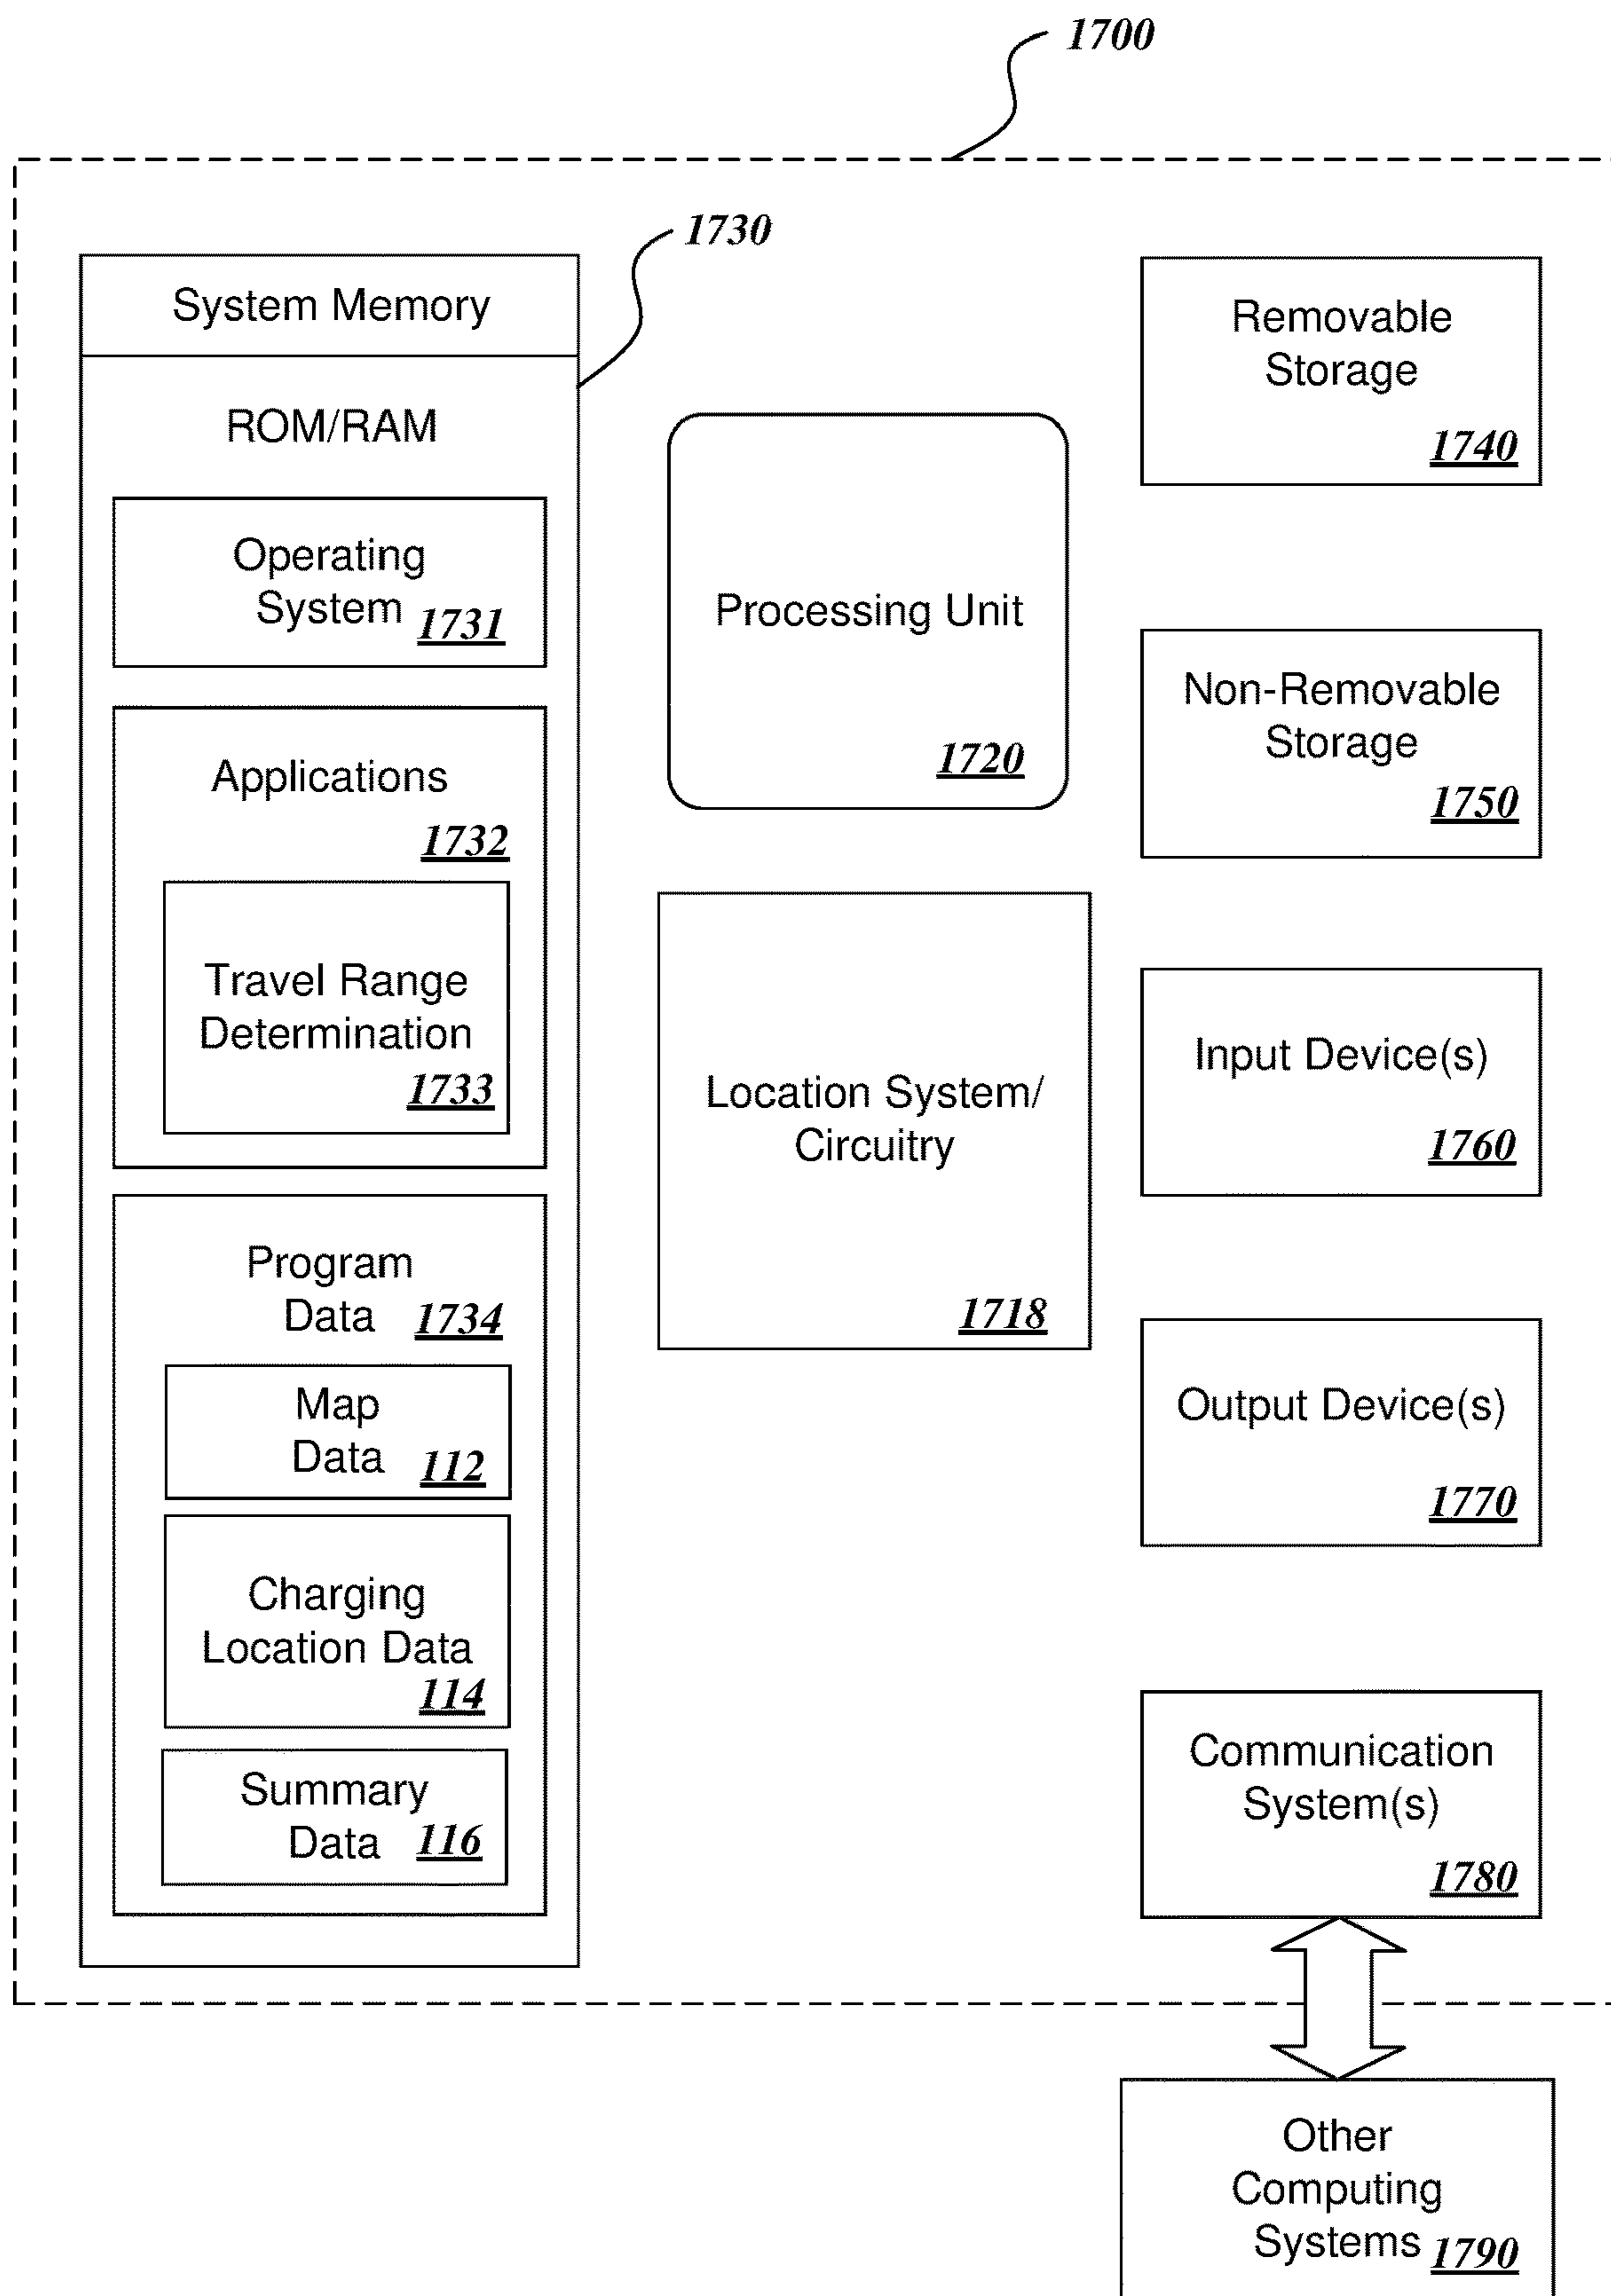 1700
1730
System Memory
ROM/RAM
Operating
System 1731
Applications
1732
Travel Range
Determination
1733
Program
Data 1734
Map
Data 112
Charging
Location Data
114
Summary
Data 116
Processing Unit
1720
Location System/
Circuitry
1718
Removable
Storage
1740
Non-Removable
Storage
1750
Input Device(s)
1760
Output Device(s)
1770
Communication
System(s)
1780
Other
Computing
Systems 1790